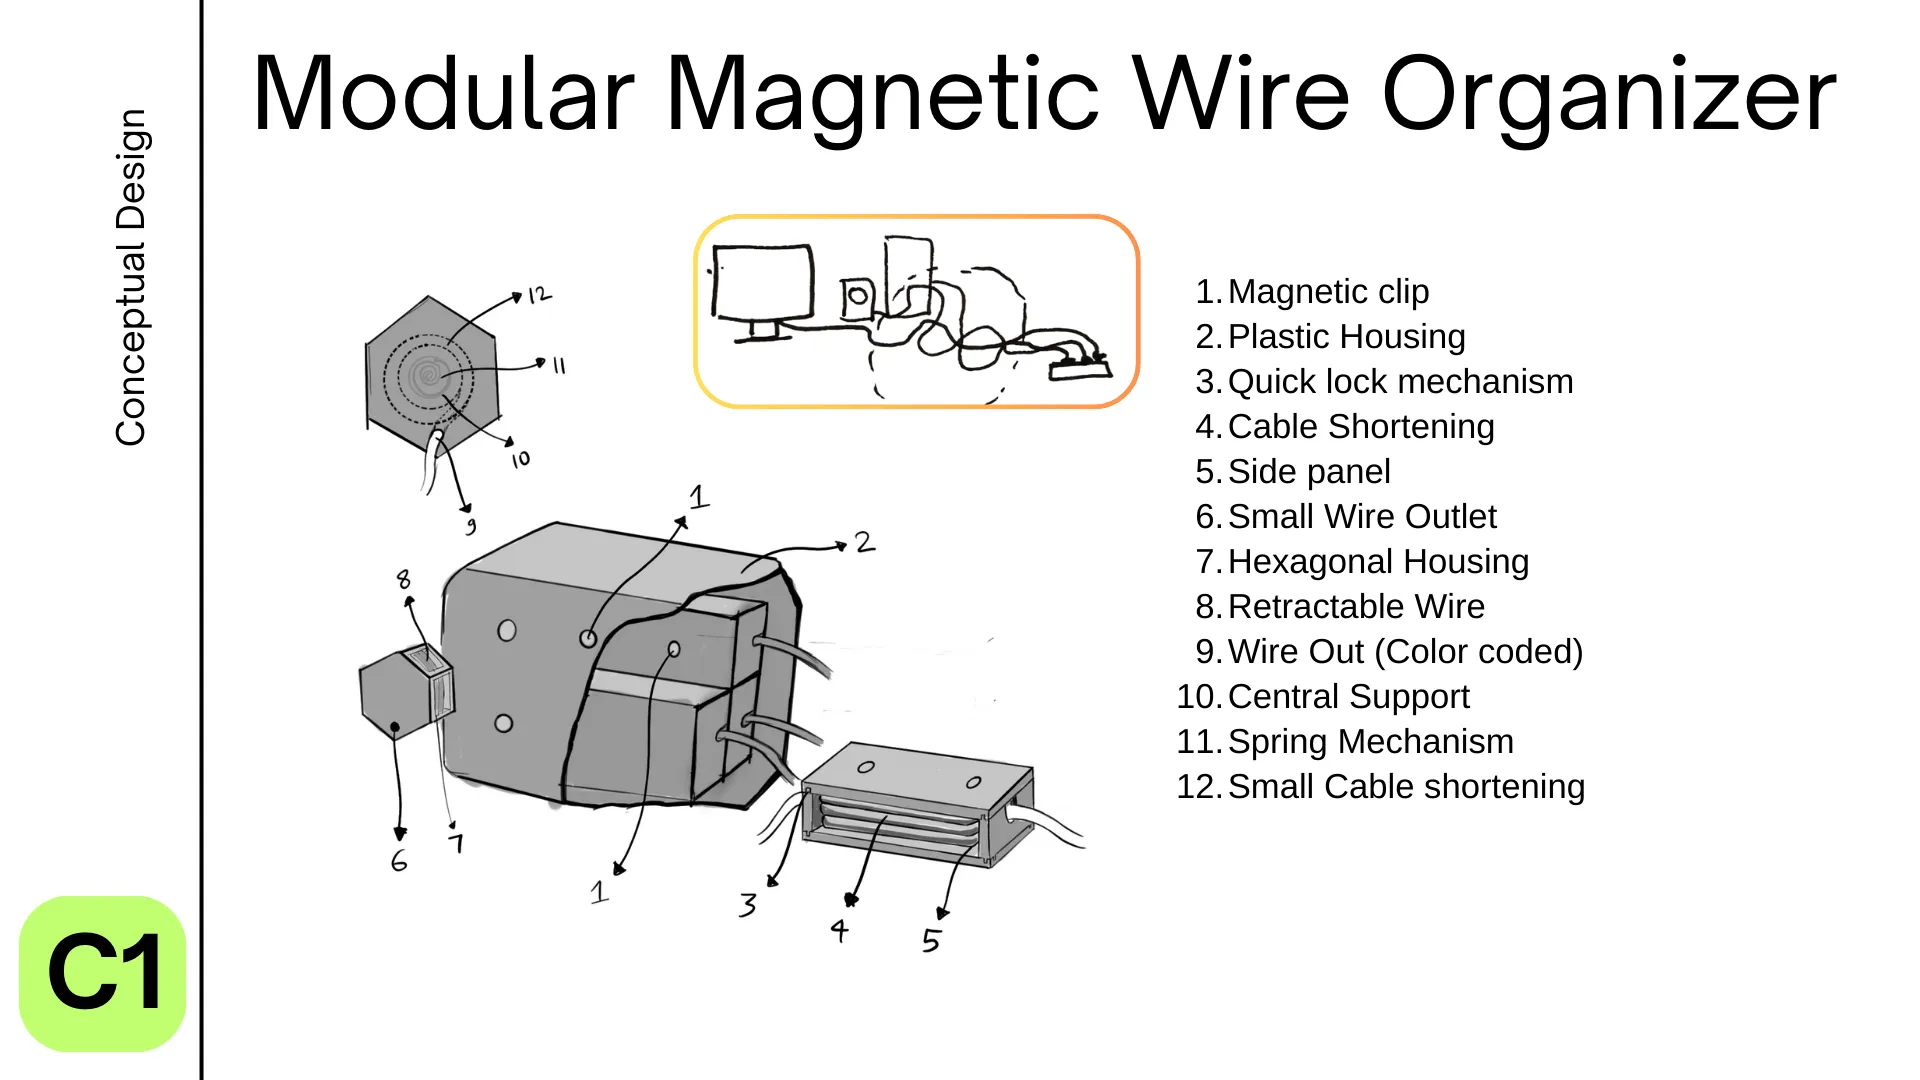 Modular Magnetic Wire Organizer
Conceptual Design
12
11
10
9
1
2
8
6
7
1
3
4
5
1. Magnetic clip
2. Plastic Housing
3. Quick lock mechanism
4. Cable Shortening
5. Side panel
6. Small Wire Outlet
7. Hexagonal Housing
8. Retractable Wire
9. Wire Out (Color coded)
10. Central Support
11. Spring Mechanism
12. Small Cable shortening
C1